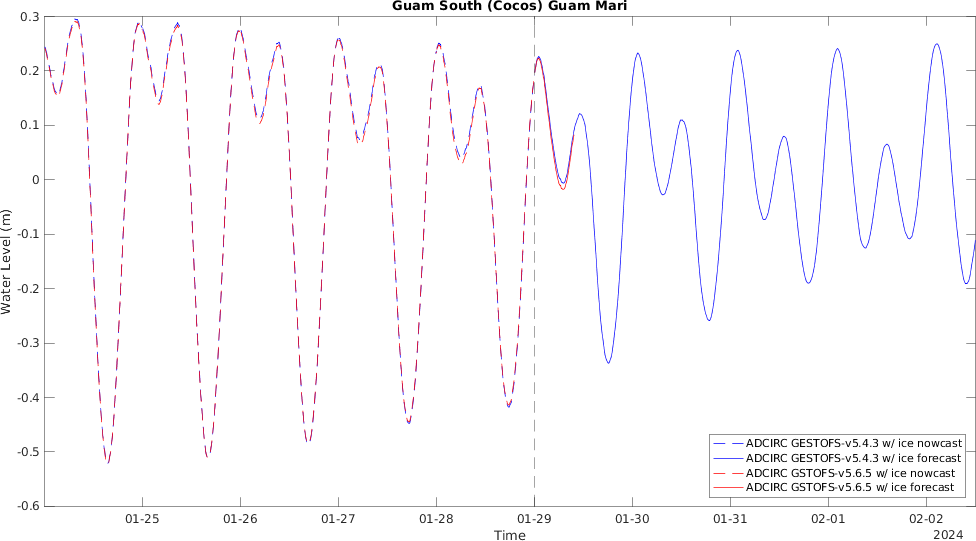 Guam South (Cocos) Guam Mari
0.3
0.2
0.1
0
-0.1
-0.2
-0.3
-0.4
-0.5
-0.6
Water Level (m)
ADCIRC GESTOFS-v5.4.3 w/ ice nowcast
ADCIRC GESTOFS-v5.4.3 w/ ice forecast
ADCIRC GSTOFS-v5.6.5 w/ ice nowcast
ADCIRC GSTOFS-v5.6.5 w/ ice forecast
01-25 01-26 01-27 01-28 01-29 01-30 01-31 02-01 02-02
Time
2024